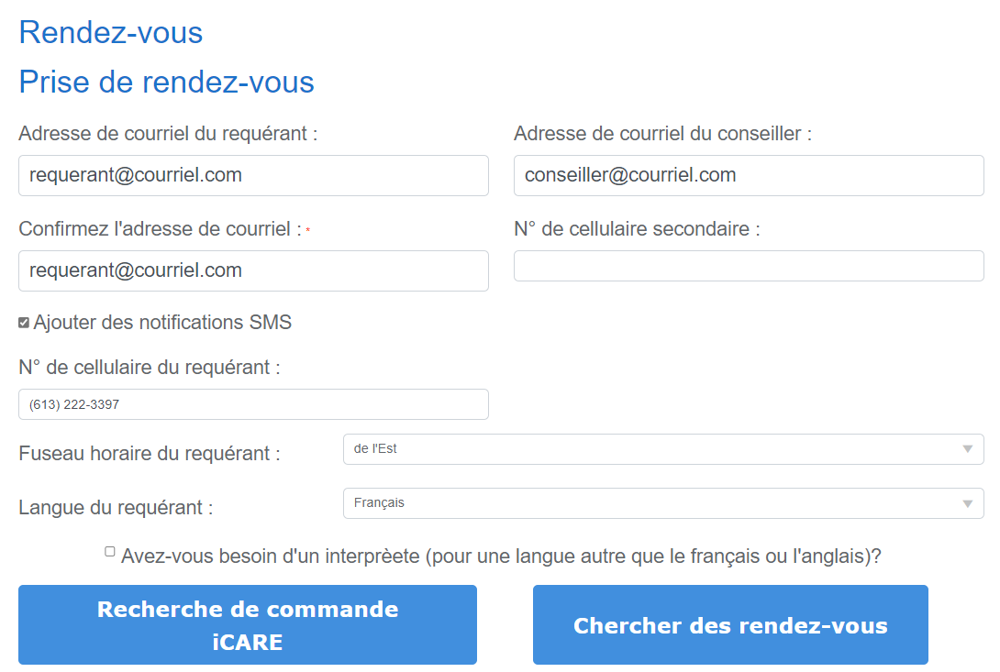 Rendez-vous
Prise de rendez-vous
Adresse de courriel du requérant :
Adresse de courriel du conseiller :
requerant@courriel.com
conseiller@courriel.com
Confirmez l'adresse de courriel : *
N° de cellulaire secondaire :
requerant@courriel.com
Ajouter des notifications SMS
N° de cellulaire du requérant :
(613) 222-3397
Fuseau horaire du requérant :
de l'Est
Langue du requérant :
Français
Avez-vous besoin d'un interprèete (pour une langue autre que le français ou l'anglais)?
Recherche de commande
iCARE
Chercher des rendez-vous